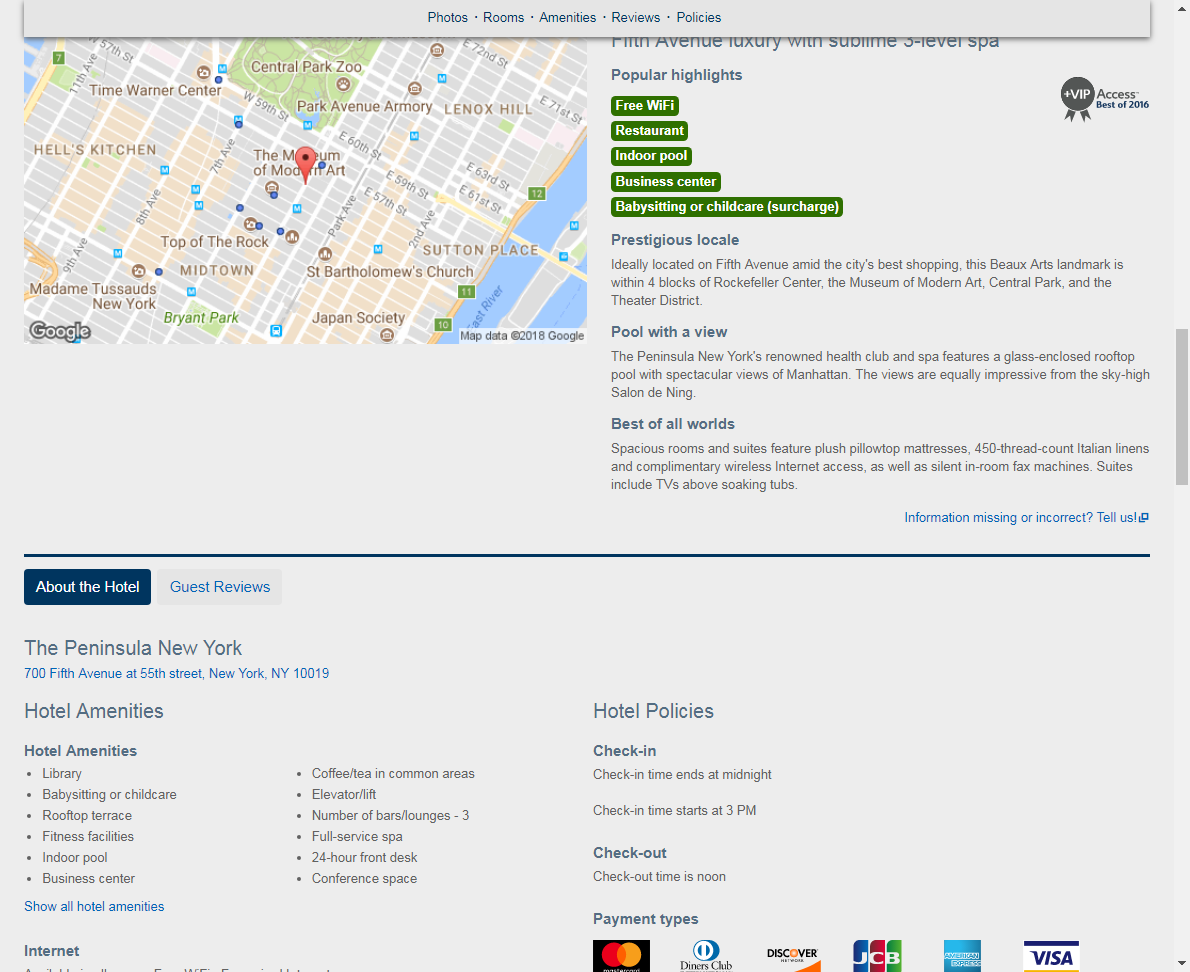 Photos · Rooms · Amenities · Reviews · Policies
Fifth Avenue luxury with sublime 3-level spa
Popular highlights
Free WiFi
Restaurant
Indoor pool
Business center
Babysitting or childcare (surcharge)
+VIP Access™
Best of 2016
Prestigious locale
Ideally located on Fifth Avenue amid the city's best shopping, this Beaux Arts landmark is
within 4 blocks of Rockefeller Center, the Museum of Modern Art, Central Park, and the
Theater District.
Pool with a view
The Peninsula New York's renowned health club and spa features a glass-enclosed rooftop
pool with spectacular views of Manhattan. The views are equally impressive from the sky-high
Salon de Ning.
Best of all worlds
Spacious rooms and suites feature plush pillowtop mattresses, 450-thread-count Italian linens
and complimentary wireless Internet access, as well as silent in-room fax machines. Suites
include TVs above soaking tubs.
Information missing or incorrect? Tell us!
7
11th Ave
W 57th St
Time Warner Center
Central Park Zoo
E 72nd St
Park Avenue Armory
LENOX HILL
E 71st St
W 59th St
HELL'S KITCHEN
7th Ave
The Museum
of Modern Art
E 60th St
E 59th St
E 63rd St
E 61st St
E 57th St
12
8th Ave
Park Ave
2nd Ave
9th Ave
Top of The Rock
SUTTON PLACE
MIDTOWN
St Bartholomew's Church
Madame Tussauds
New York
11
East River
Bryant Park
Japan Society
10
Google
Map data ©2018 Google
About the Hotel
Guest Reviews
The Peninsula New York
700 Fifth Avenue at 55th street, New York, NY 10019
Hotel Amenities
Hotel Amenities
• Library
• Babysitting or childcare
• Rooftop terrace
• Fitness facilities
• Indoor pool
• Business center
• Coffee/tea in common areas
• Elevator/lift
• Number of bars/lounges - 3
• Full-service spa
• 24-hour front desk
• Conference space
Show all hotel amenities
Internet
Hotel Policies
Check-in
Check-in time ends at midnight
Check-in time starts at 3 PM
Check-out
Check-out time is noon
Payment types
mastercard
Diners Club
DISCOVER
NETWORK
JCB
AMERICAN
EXPRESS
VISA